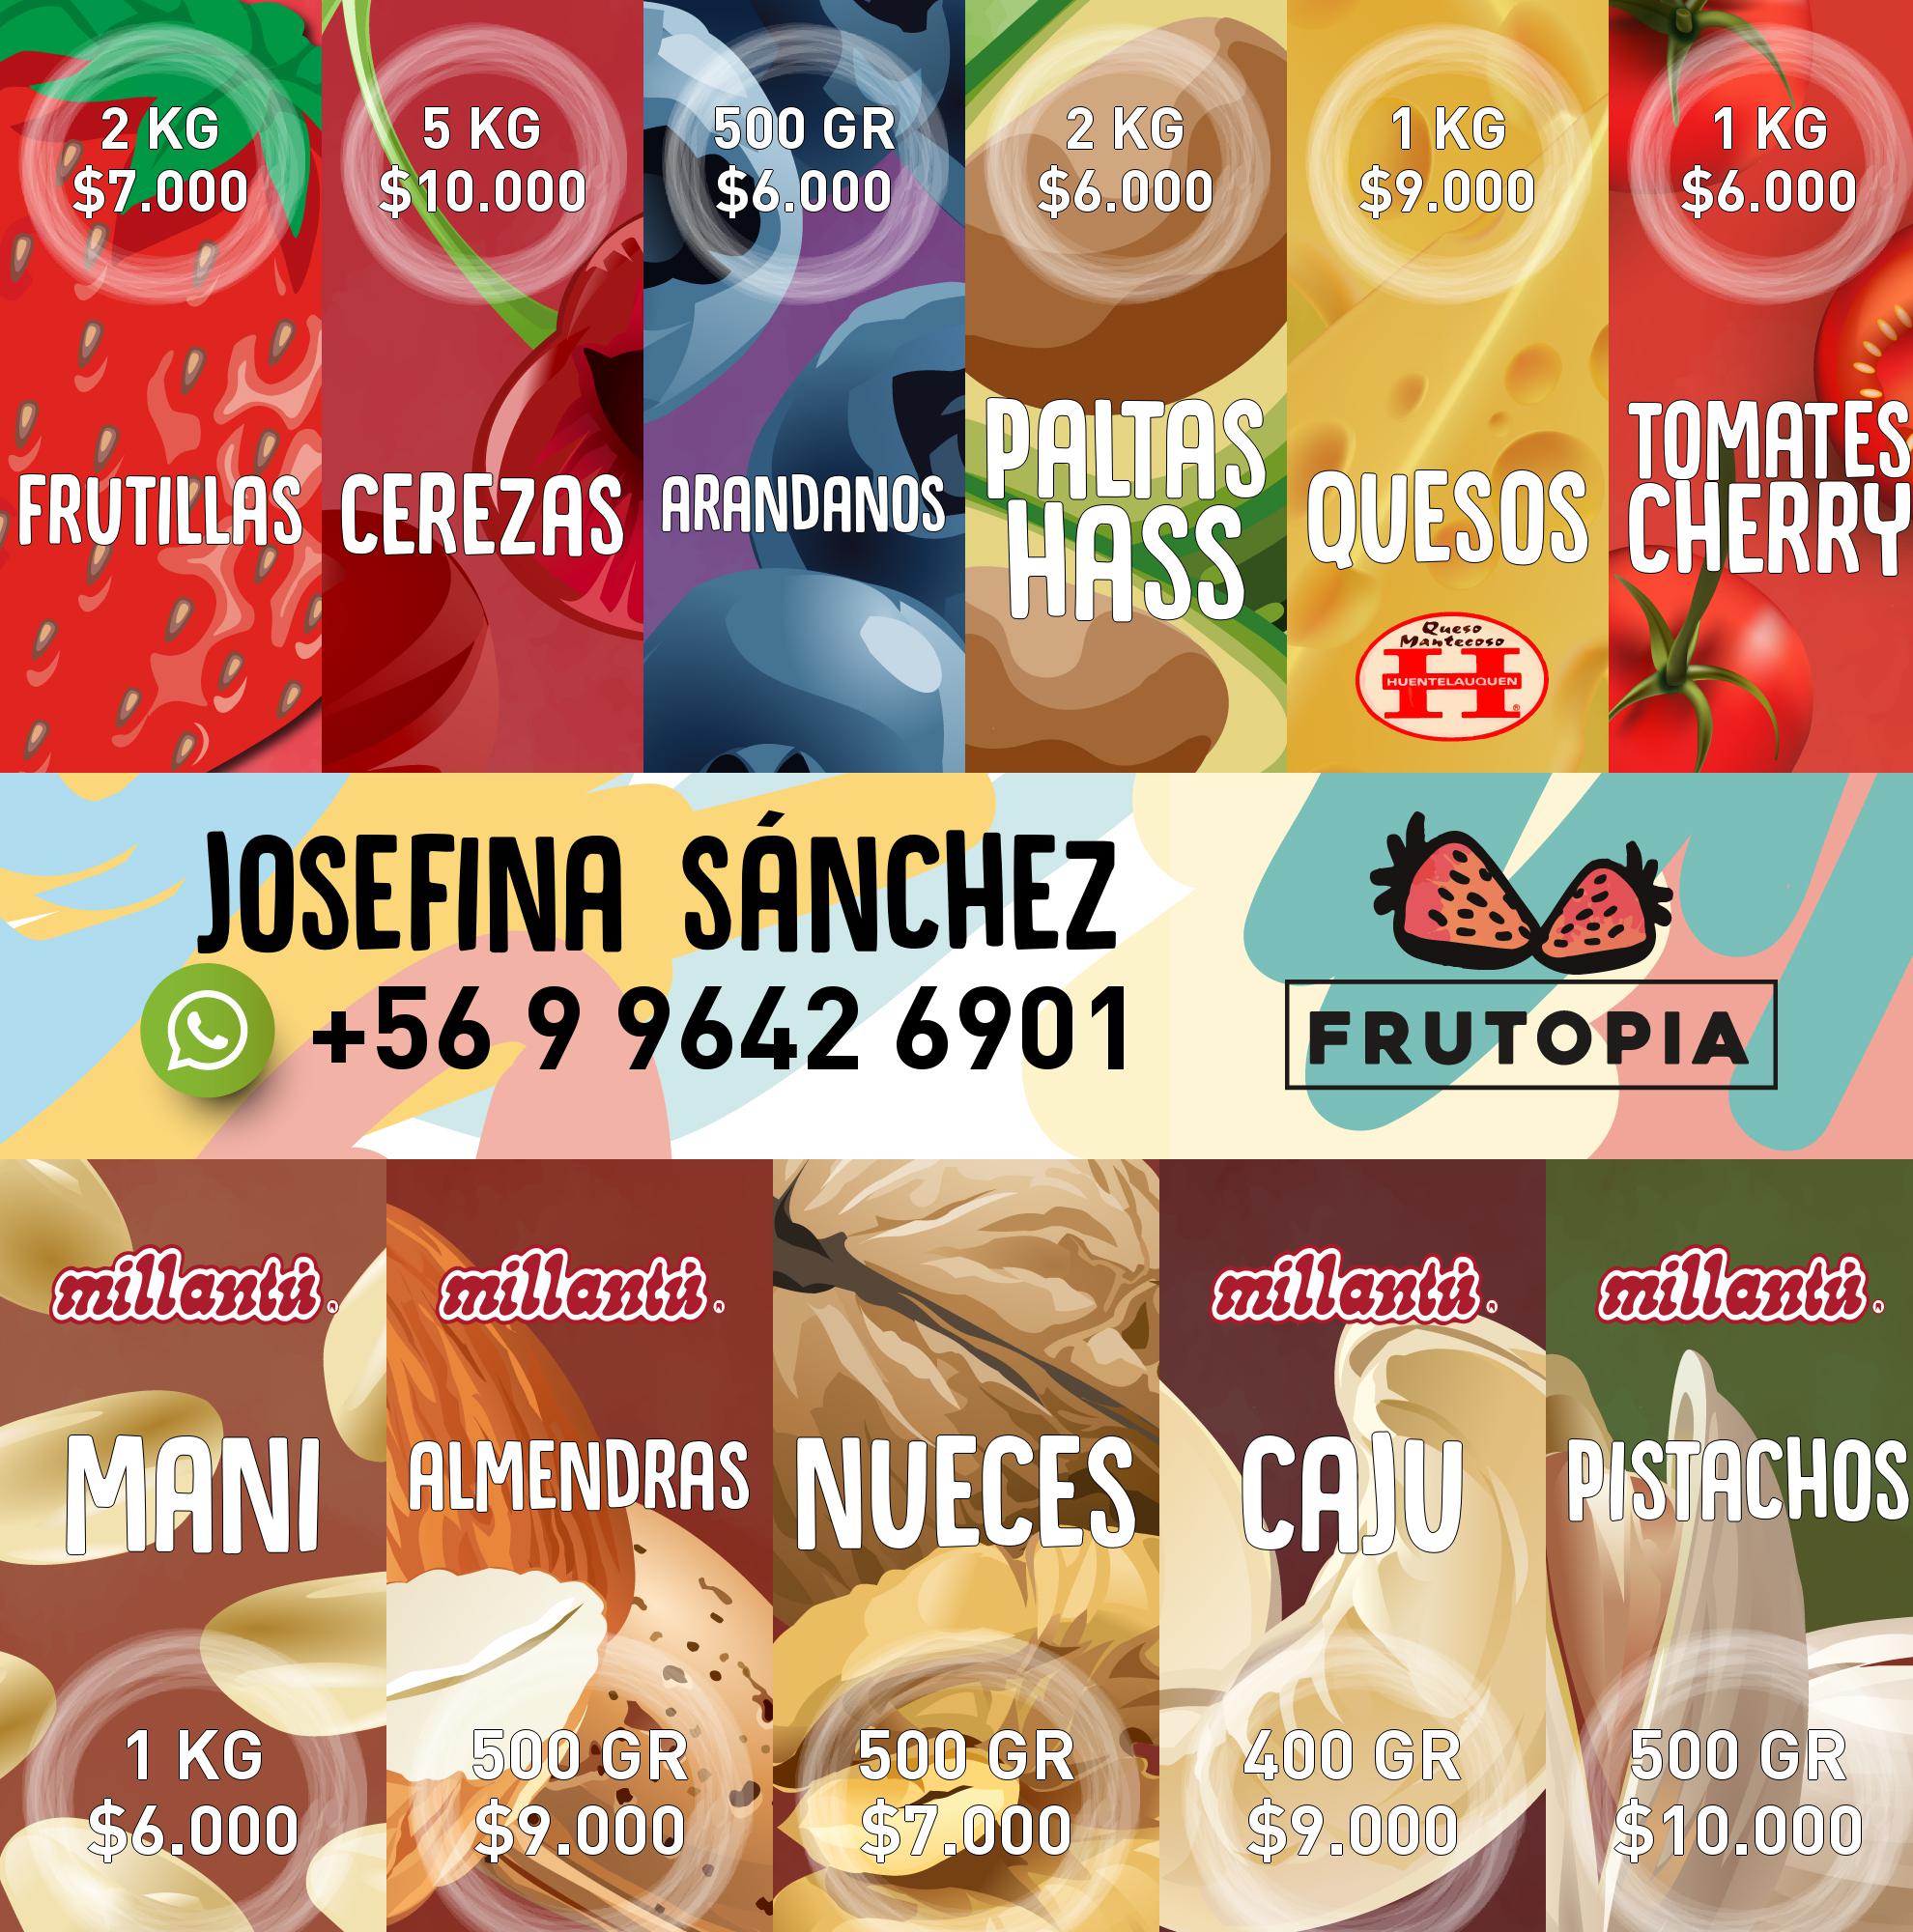 2 KG
$7.000
FRUTILLAS
5 KG
$10.000
CEREZAS
500 GR
$6.000
ARANDANOS
2 KG
$6.000
PALTAS
HASS
1 KG
$9.000
QUESOS
Queso
Mantecoso
H
HUENTELAUQUEN
®
1 KG
$6.000
TOMATES
CHERRY
JOSEFINA SÁNCHEZ
+56 9 9642 6901
FRUTOPIA
millantú®
MANI
1 KG
$6.000
millantú®
ALMENDRAS
500 GR
$9.000
NUECES
500 GR
$7.000
millantú®
CAJU
400 GR
$9.000
millantú®
PISTACHOS
500 GR
$10.000